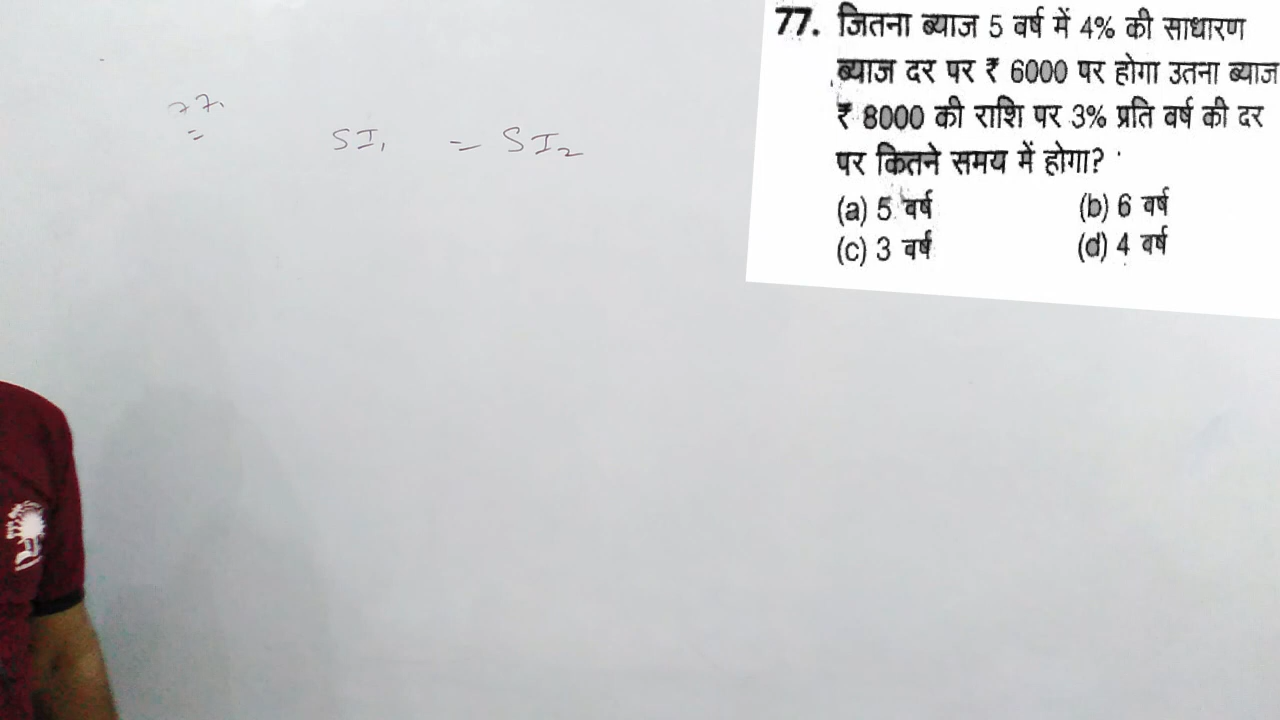 77.
SI₁ = SI₂
77. जितना ब्याज 5 वर्ष में 4% की साधारण
ब्याज दर पर ₹ 6000 पर होगा उतना ब्याज
₹ 8000 की राशि पर 3% प्रति वर्ष की दर
पर कितने समय में होगा?
(a) 5 वर्ष (b) 6 वर्ष
(c) 3 वर्ष (d) 4 वर्ष